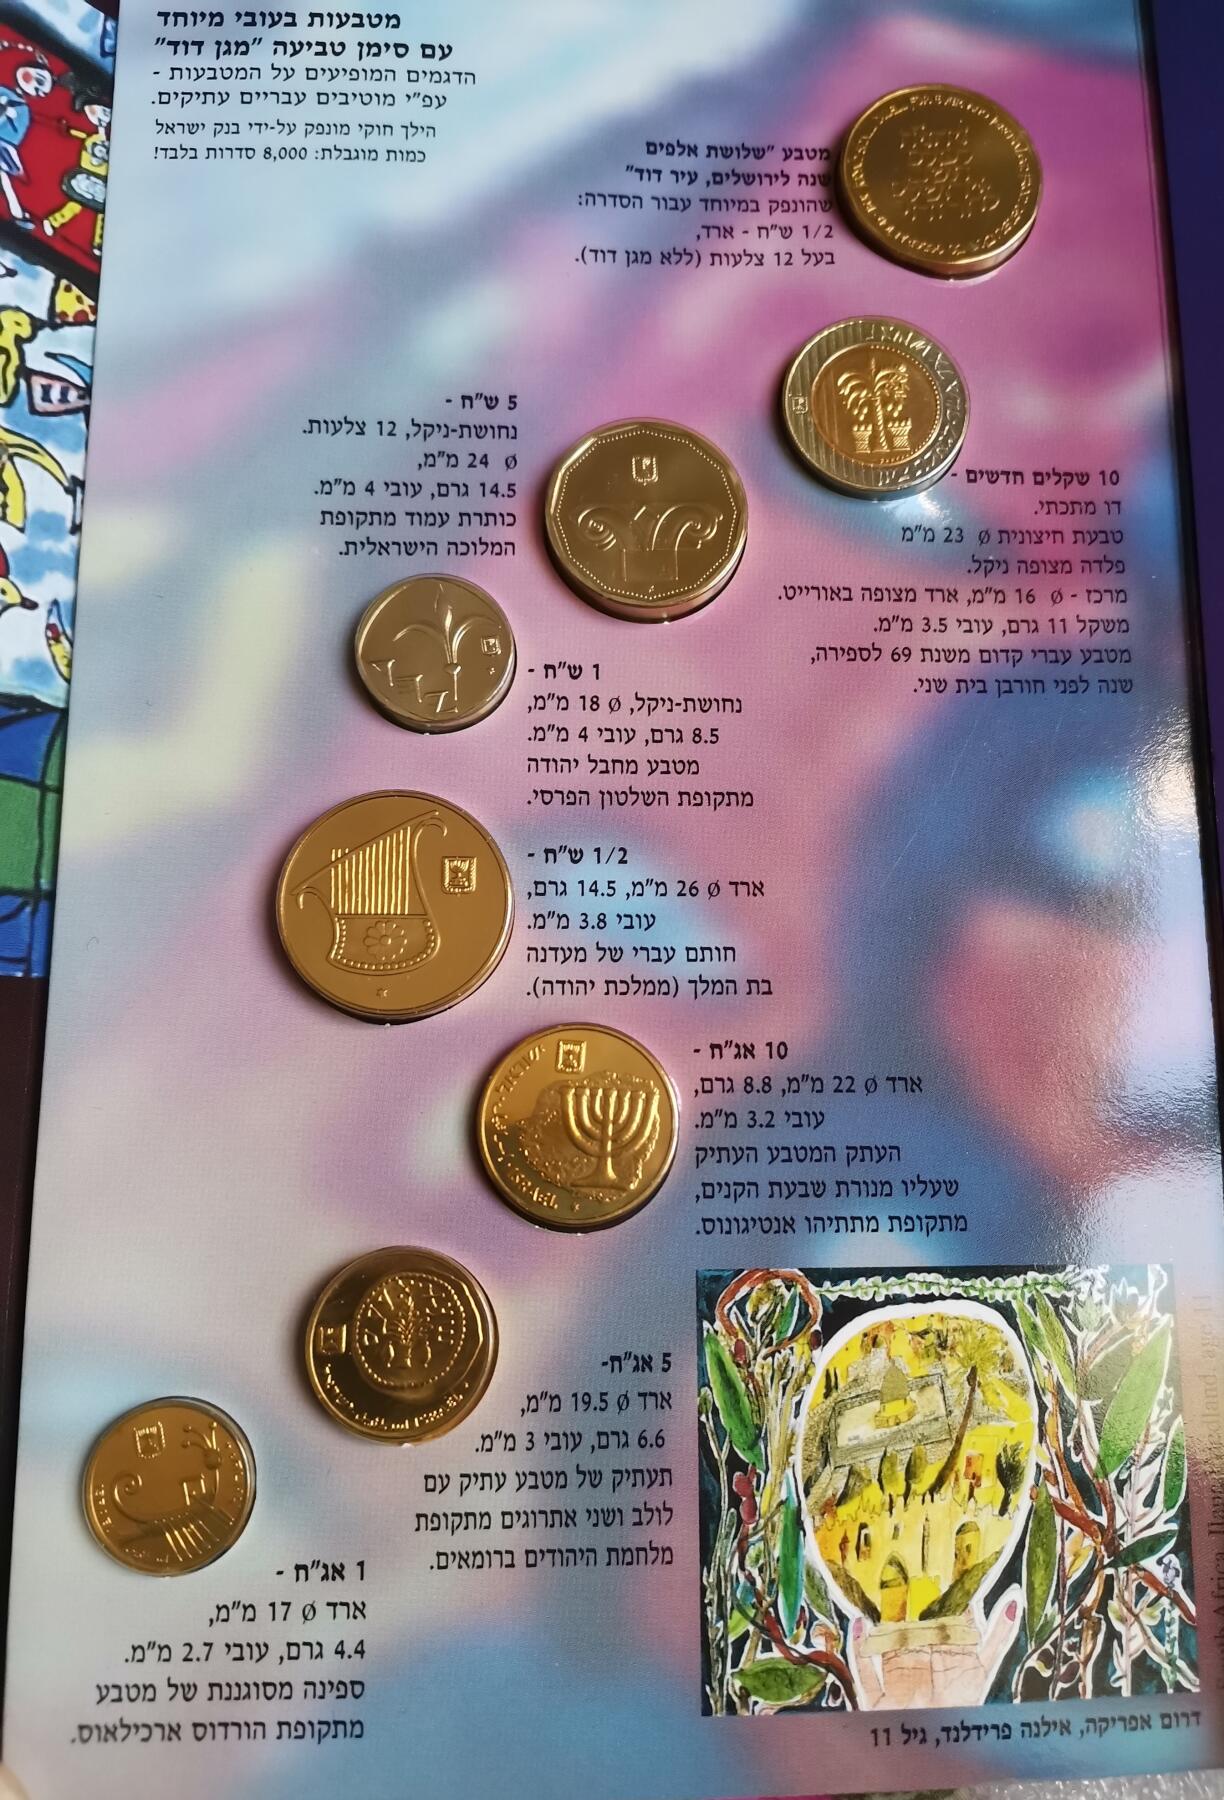 מטבעות בעובי מיוחד
עם סימן טביעה "מגן דוד"
הדגמים המופיעים על המטבעות -
עפ"י מוטיבים עבריים עתיקים.
הילך חוקי מונפק על-ידי בנק ישראל
כמות מוגבלת: 8,000 סדרות בלבד!
מטבע "שלושת אלפים
שנה לירושלים, עיר דוד"
שהונפק במיוחד עבור הסדרה:
1/2 ש"ח - ארד,
בעל 12 צלעות (ללא מגן דוד).
10 שקלים חדשים -
דו מתכתי.
טבעת חיצונית ø 23 מ"מ
פלדה מצופה ניקל.
מרכז - ø 16 מ"מ, ארד מצופה באורייט.
משקל 11 גרם, עובי 3.5 מ"מ.
מטבע עברי קדום משנת 69 לספירה,
שנה לפני חורבן בית שני.
5 ש"ח -
נחושת-ניקל, 12 צלעות.
ø 24 מ"מ,
14.5 גרם, עובי 4 מ"מ.
כותרת עמוד מתקופת
המלוכה הישראלית.
1 ש"ח -
נחושת-ניקל, ø 18 מ"מ,
8.5 גרם, עובי 4 מ"מ.
מטבע מחבל יהודה
מתקופת השלטון הפרסי.
1/2 ש"ח -
ארד ø 26 מ"מ, 14.5 גרם,
עובי 3.8 מ"מ.
חותם עברי של מעדנה
בת המלך (ממלכת יהודה).
10 אג"ח -
ארד ø 22 מ"מ, 8.8 גרם,
עובי 3.2 מ"מ.
העתק המטבע העתיק
שעליו מנורת שבעת הקנים,
מתקופת מתתיהו אנטיגונוס.
5 אג"ח-
ארד ø 19.5 מ"מ,
6.6 גרם, עובי 3 מ"מ.
תעתיק של מטבע עתיק עם
לולב ושני אתרוגים מתקופת
מלחמת היהודים ברומאים.
1 אג"ח -
ארד ø 17 מ"מ,
4.4 גרם, עובי 2.7 מ"מ.
ספינה מסוגננת של מטבע
מתקופת הורדוס ארכילאוס.
דרום אפריקה, אילנה פרידלנד, גיל 11